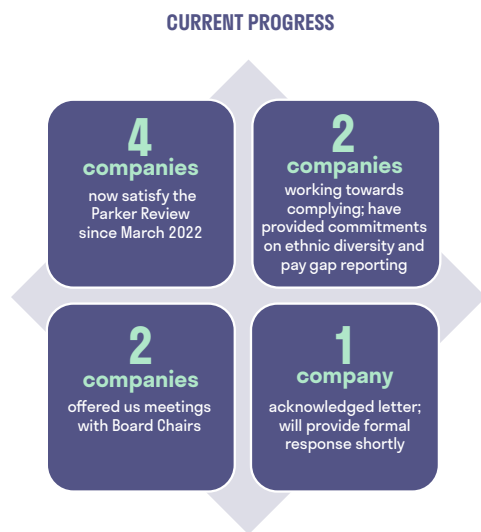 CURRENT PROGRESS
4
companies
now satisfy the
Parker Review
since March 2022
2
companies
working towards
complying; have
provided commitments
on ethnic diversity and
pay gap reporting
2
companies
offered us meetings
with Board Chairs
1
company
acknowledged letter;
will provide formal
response shortly